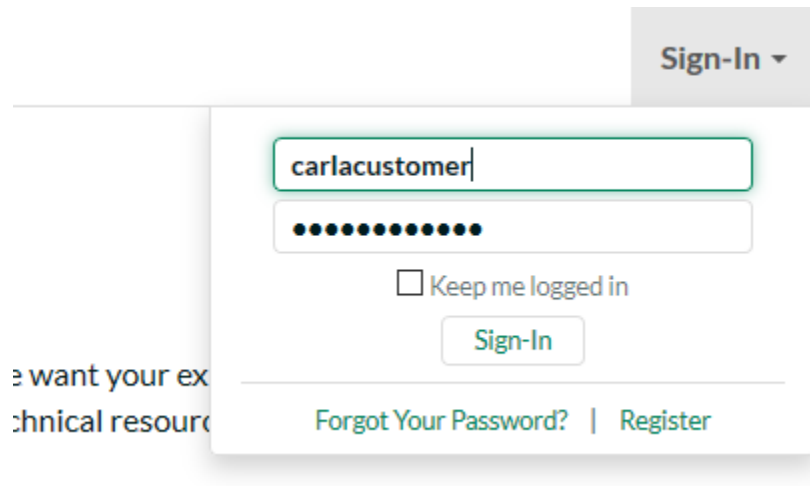 Sign-In
carlacustomer
••••••••••••
Keep me logged in
Sign-In
e want your ex
chnical resourc
Forgot Your Password? | Register